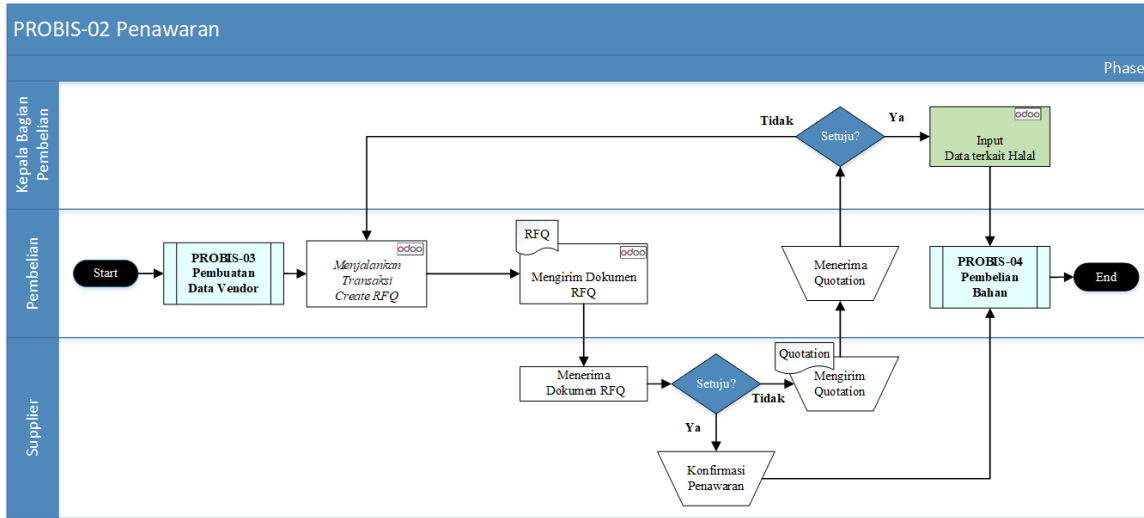 PROBIS-02 Penawaran
Phase
Kepala Bagian
Pembelian
Tidak
Setuju?
Ya
odoo
Input
Data terkait Halal
Pembelian
Start
PROBIS-03
Pembuatan
Data Vendor
odoo
Menjalankan
Transaksi
Create RFQ
RFQ
odoo
Mengirim Dokumen
RFQ
Menerima
Quotation
PROBIS-04
Pembelian
Bahan
End
Supplier
Menerima
Dokumen RFQ
Setuju?
Tidak
Ya
Quotation
Mengirim
Quotation
Konfirmasi
Penawaran